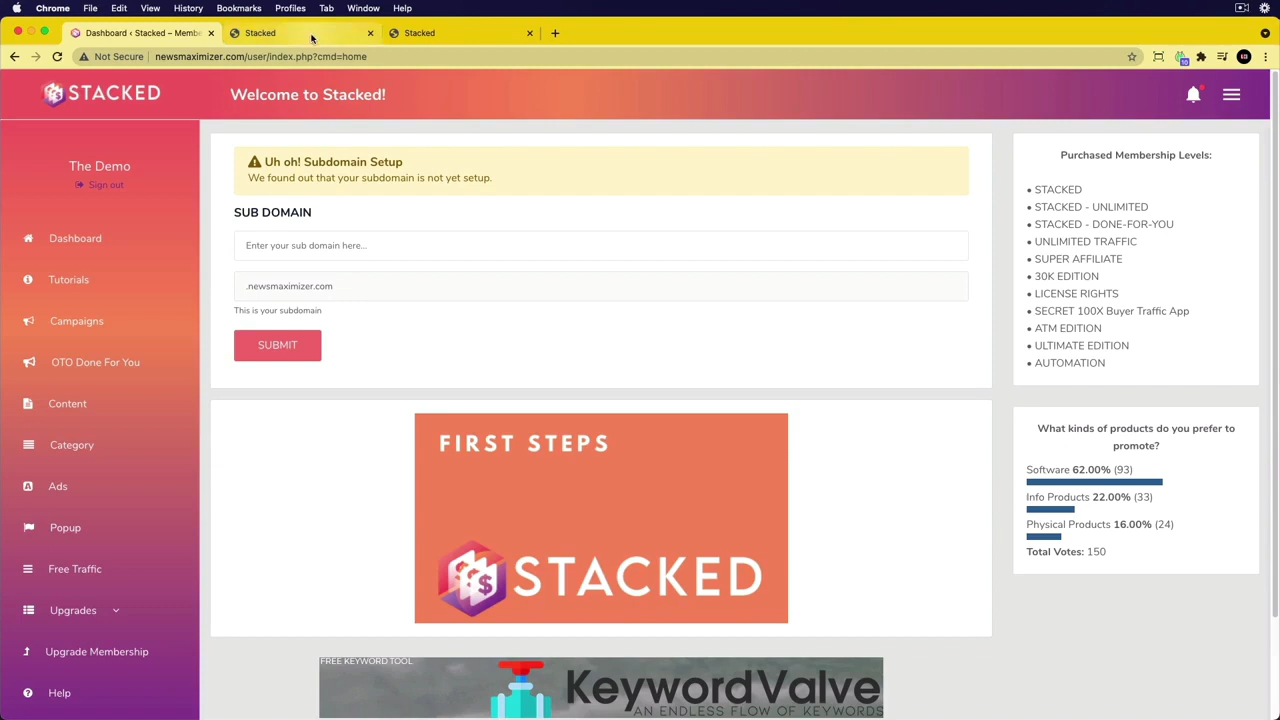 Chrome File Edit View History Bookmarks Profiles Tab Window Help
Dashboard ‹ Stacked – Membe
Stacked
Stacked
Not Secure newsmaximizer.com/user/index.php?cmd=home
10
STACKED
Welcome to Stacked!
The Demo
Sign out
Dashboard
Tutorials
Campaigns
OTO Done For You
Content
Category
Ads
Popup
Free Traffic
Upgrades
Upgrade Membership
Help
Uh oh! Subdomain Setup
We found out that your subdomain is not yet setup.
SUB DOMAIN
Enter your sub domain here...
.newsmaximizer.com
This is your subdomain
SUBMIT
FIRST STEPS
STACKED
FREE KEYWORD TOOL
KeywordValve
AN ENDLESS FLOW OF KEYWORDS
Purchased Membership Levels:
• STACKED
• STACKED - UNLIMITED
• STACKED - DONE-FOR-YOU
• UNLIMITED TRAFFIC
• SUPER AFFILIATE
• 30K EDITION
• LICENSE RIGHTS
• SECRET 100X Buyer Traffic App
• ATM EDITION
• ULTIMATE EDITION
• AUTOMATION
What kinds of products do you prefer to
promote?
Software 62.00% (93)
Info Products 22.00% (33)
Physical Products 16.00% (24)
Total Votes: 150